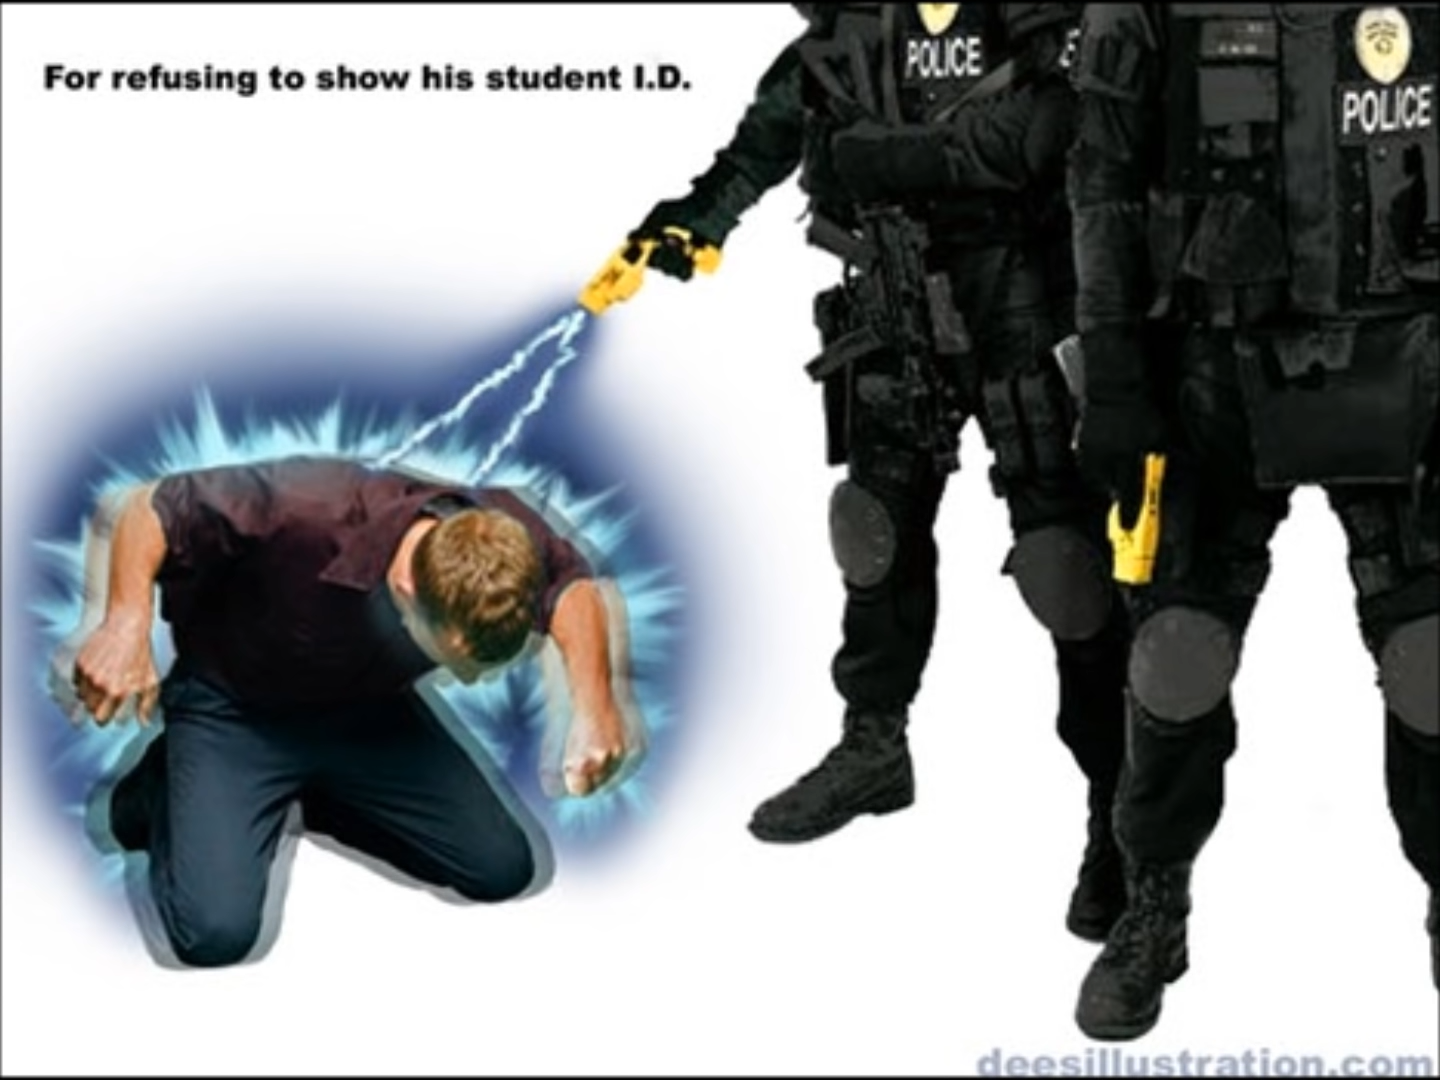 For refusing to show his student I.D.
POLICE
POLICE
deesillustration.com